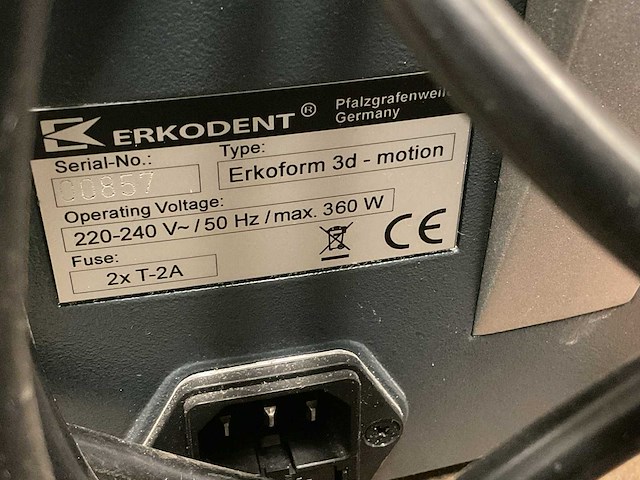 ERKODENT® Pfalzgrafenweiler
Germany
Serial-No.: Type:
00857 Erkoform 3d - motion
Operating Voltage:
220-240 V~ / 50 Hz / max. 360 W
Fuse:
2x T-2A
CE